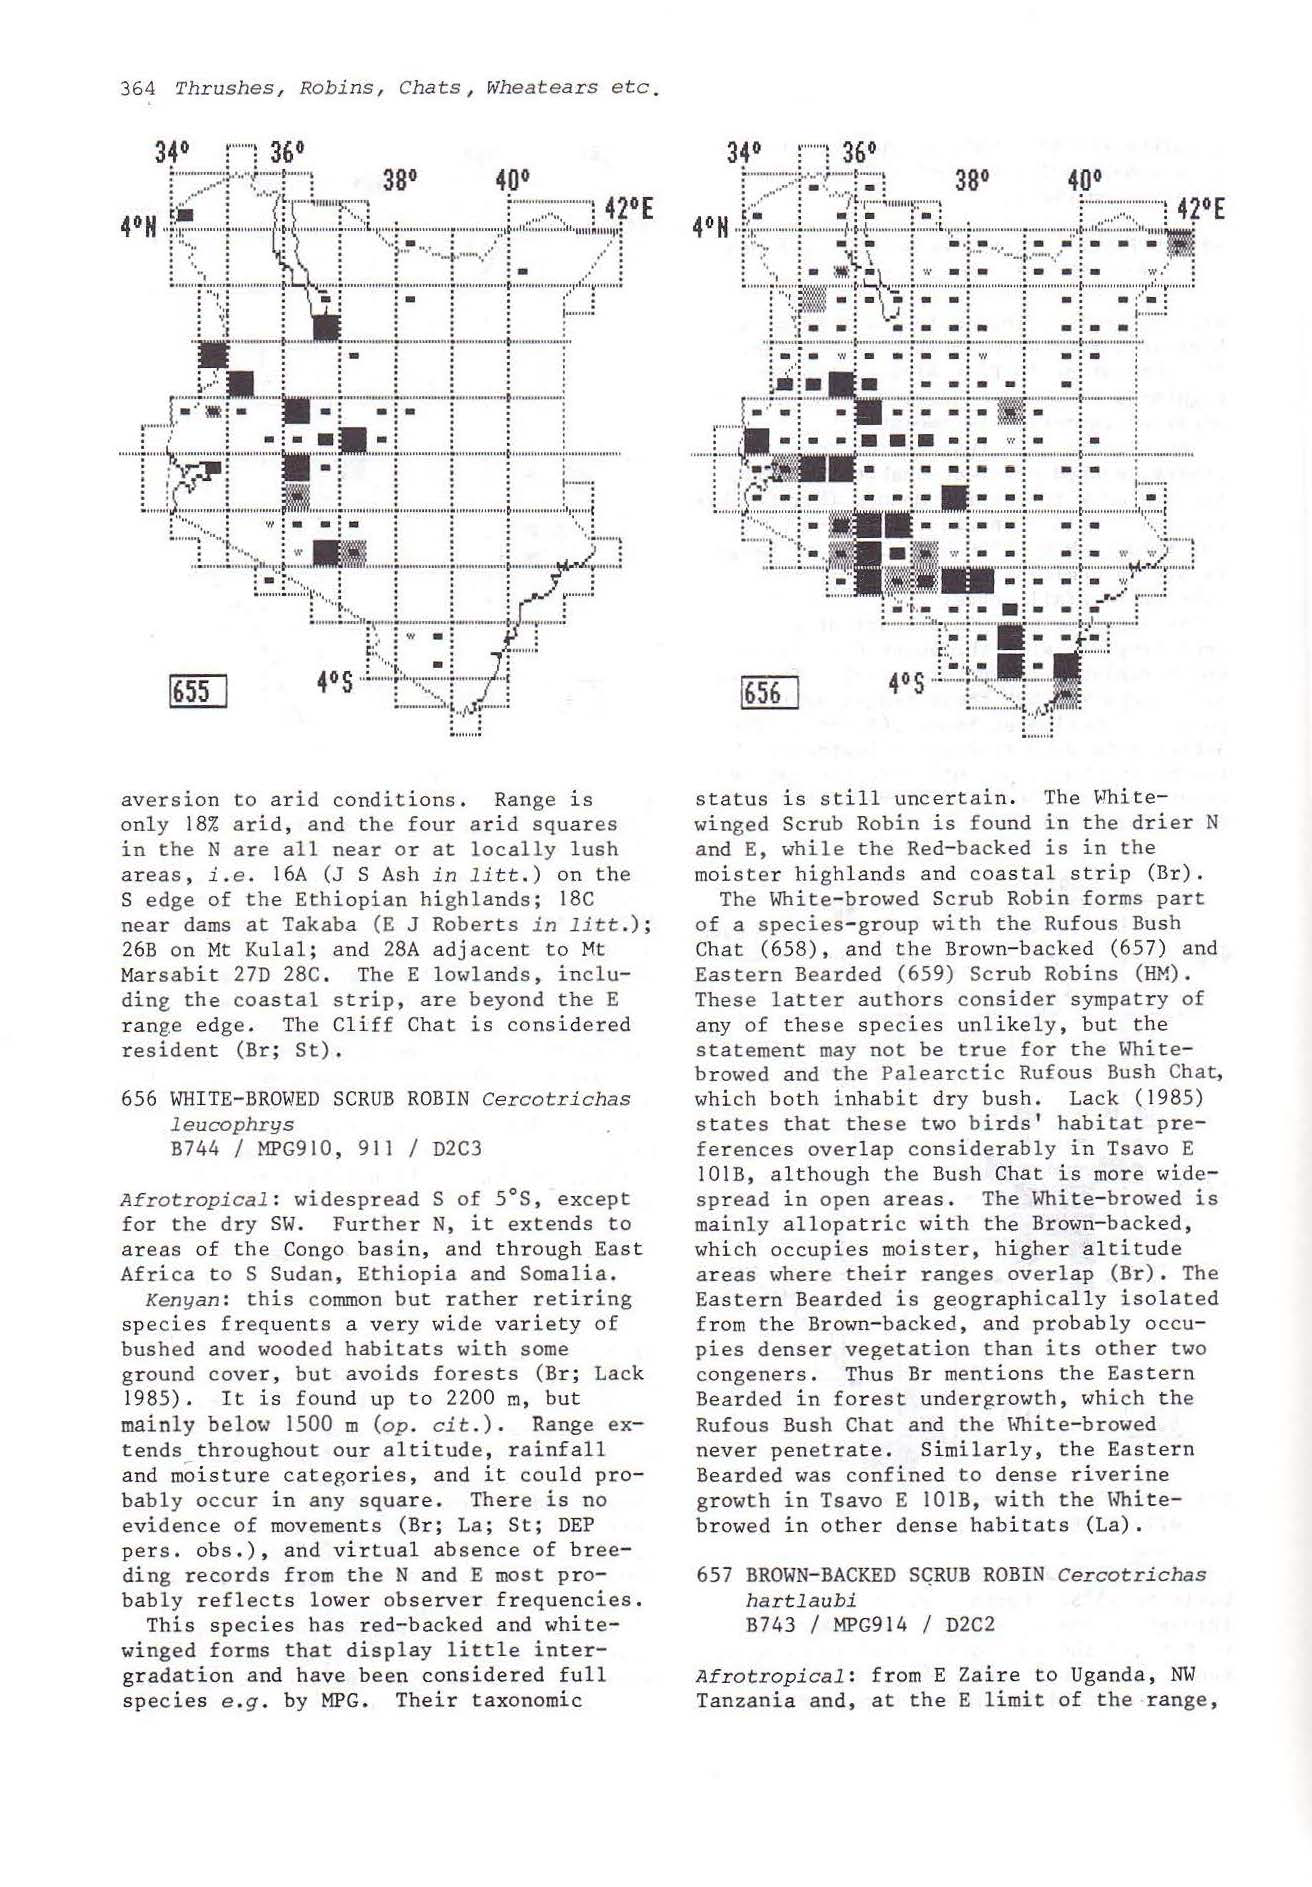 364 Thrushes, Robins, Chats, Wheatears etc.
34° 36°
38° 40°
42°E
4°N
4°S
655
34° 36°
38° 40°
42°E
4°N
4°S
656
aversion to arid conditions. Range is
only 18% arid, and the four arid squares
in the N are all near or at locally lush
areas, i.e. 16A (J S Ash in litt.) on the
S edge of the Ethiopian highlands; 18C
near dams at Takaba (E J Roberts in litt.);
26B on Mt Kulal; and 28A adjacent to Mt
Marsabit 27D 28C. The E lowlands, inclu-
ding the coastal strip, are beyond the E
range edge. The Cliff Chat is considered
resident (Br; St).
656 WHITE-BROWED SCRUB ROBIN Cercotrichas
leucophrys
B744 / MPG910, 911 / D2C3
Afrotropical: widespread S of 5°S, except
for the dry SW. Further N, it extends to
areas of the Congo basin, and through East
Africa to S Sudan, Ethiopia and Somalia.
Kenyan: this common but rather retiring
species frequents a very wide variety of
bushed and wooded habitats with some
ground cover, but avoids forests (Br; Lack
1985). It is found up to 2200 m, but
mainly below 1500 m (op. cit.). Range ex-
tends throughout our altitude, rainfall
and moisture categories, and it could pro-
bably occur in any square. There is no
evidence of movements (Br; La; St; DEP
pers. obs.), and virtual absence of bree-
ding records from the N and E most pro-
bably reflects lower observer frequencies.
This species has red-backed and white-
winged forms that display little inter-
gradation and have been considered full
species e.g. by MPG. Their taxonomic
status is still uncertain. The White-
winged Scrub Robin is found in the drier N
and E, while the Red-backed is in the
moister highlands and coastal strip (Br).
The White-browed Scrub Robin forms part
of a species-group with the Rufous Bush
Chat (658), and the Brown-backed (657) and
Eastern Bearded (659) Scrub Robins (HM).
These latter authors consider sympatry of
any of these species unlikely, but the
statement may not be true for the White-
browed and the Palearctic Rufous Bush Chat,
which both inhabit dry bush. Lack (1985)
states that these two birds' habitat pre-
ferences overlap considerably in Tsavo E
101B, although the Bush Chat is more wide-
spread in open areas. The White-browed is
mainly allopatric with the Brown-backed,
which occupies moister, higher altitude
areas where their ranges overlap (Br). The
Eastern Bearded is geographically isolated
from the Brown-backed, and probably occu-
pies denser vegetation than its other two
congeners. Thus Br mentions the Eastern
Bearded in forest undergrowth, which the
Rufous Bush Chat and the White-browed
never penetrate. Similarly, the Eastern
Bearded was confined to dense riverine
growth in Tsavo E 101B, with the White-
browed in other dense habitats (La).
657 BROWN-BACKED SCRUB ROBIN Cercotrichas
hartlaubi
B743 / MPG914 / D2C2
Afrotropical: from E Zaire to Uganda, NW
Tanzania and, at the E limit of the range,